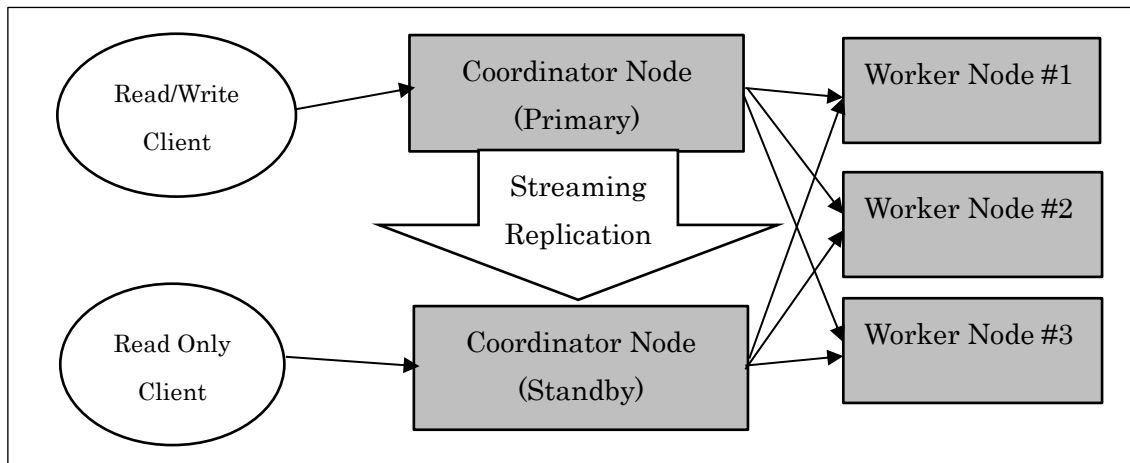 Read/Write
Client
Coordinator Node
(Primary)
Worker Node #1
Streaming
Replication
Worker Node #2
Read Only
Client
Coordinator Node
(Standby)
Worker Node #3